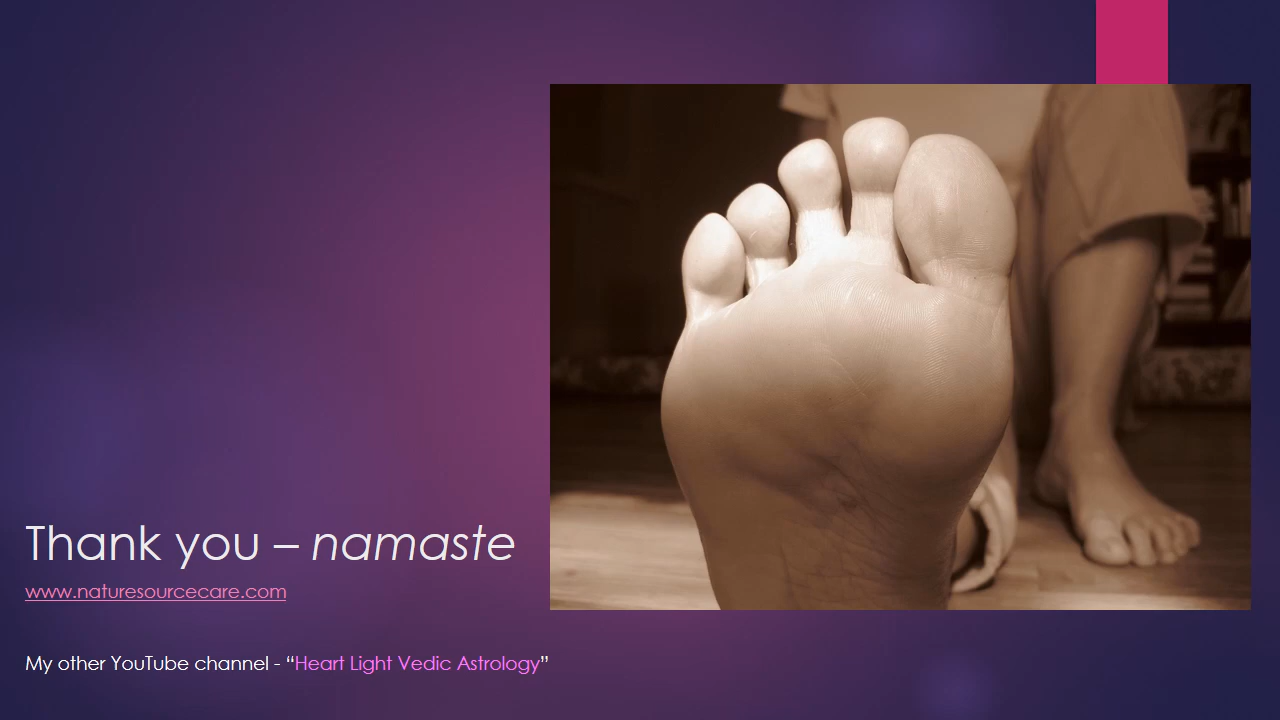 Thank you – namaste
www.naturesourcecare.com
My other YouTube channel - “Heart Light Vedic Astrology”